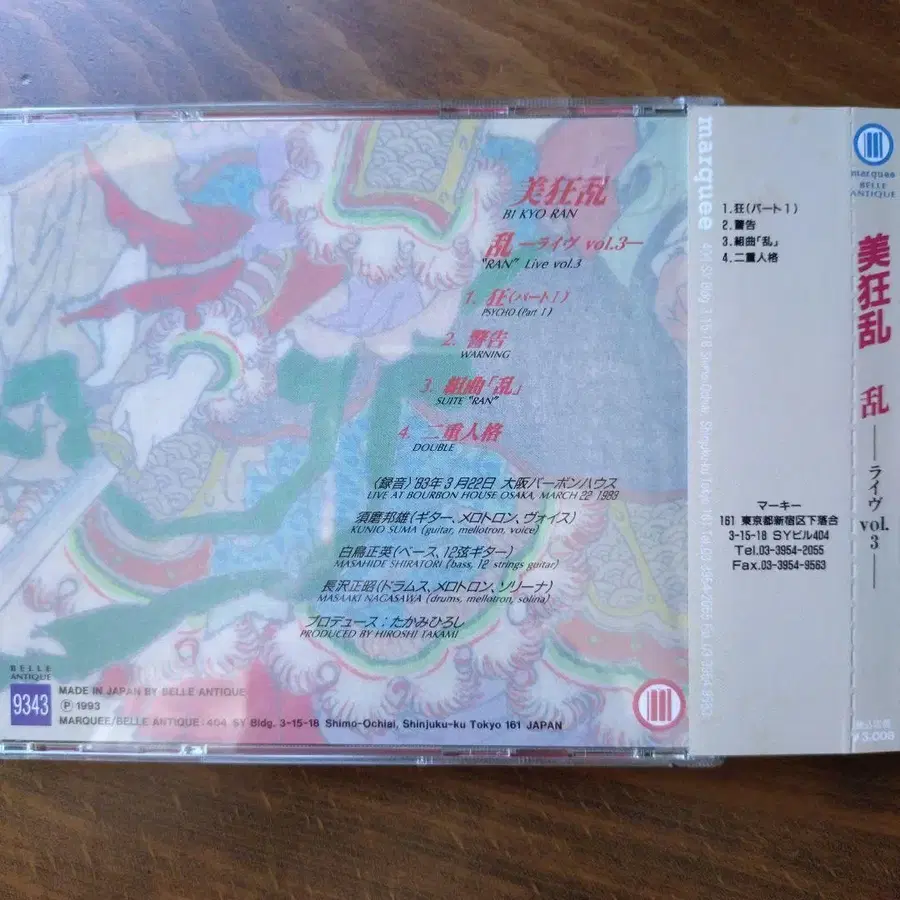 美狂乱
BI KYO RAN
乱 ―ライヴ vol.3―
"RAN" Live vol.3
1. 狂(パートI)
PSYCHO (Part I)
2. 警告
WARNING
3. 組曲「乱」
SUITE "RAN"
4. 二重人格
DOUBLE
〈録音〉'83年3月22日 大阪バーボンハウス
LIVE AT BOURBON HOUSE OSAKA, MARCH 22 1983
須磨邦雄(ギター、メロトロン、ヴォイス)
KUNIO SUMA (guitar, mellotron, voice)
白鳥正英(ベース、12弦ギター)
MASAHIDE SHIRATORI (bass, 12 strings guitar)
長沢正昭(ドラムス、メロトロン、ソリーナ)
MASAAKI NAGASAWA (drums, mellotron, solina)
プロデュース:たかみひろし
PRODUCED BY HIROSHI TAKAMI
BELLE
ANTIQUE
9343
MADE IN JAPAN BY BELLE ANTIQUE
Ⓟ 1993
MARQUEE/BELLE ANTIQUE: 404 SY Bldg. 3-15-18 Shimo-Ochiai, Shinjuku-ku Tokyo 161 JAPAN
marquee
1.狂(パート1)
2.警告
3.組曲「乱」
4.二重人格
マーキー
161 東京都新宿区下落合
3-15-18 SYビル404
Tel.03-3954-2055
Fax.03-3954-9563
marquee
BELLE
ANTIQUE
美狂乱 乱 ―ライヴ vol.3―
¥3,008